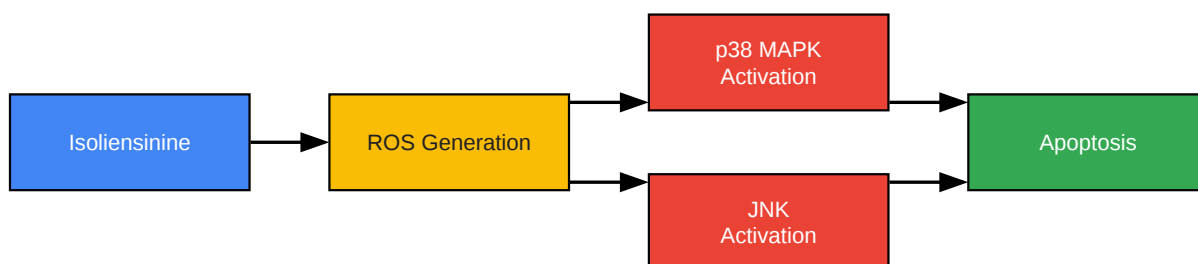 Isoliensinine
ROS Generation
p38 MAPK
Activation
JNK
Activation
Apoptosis